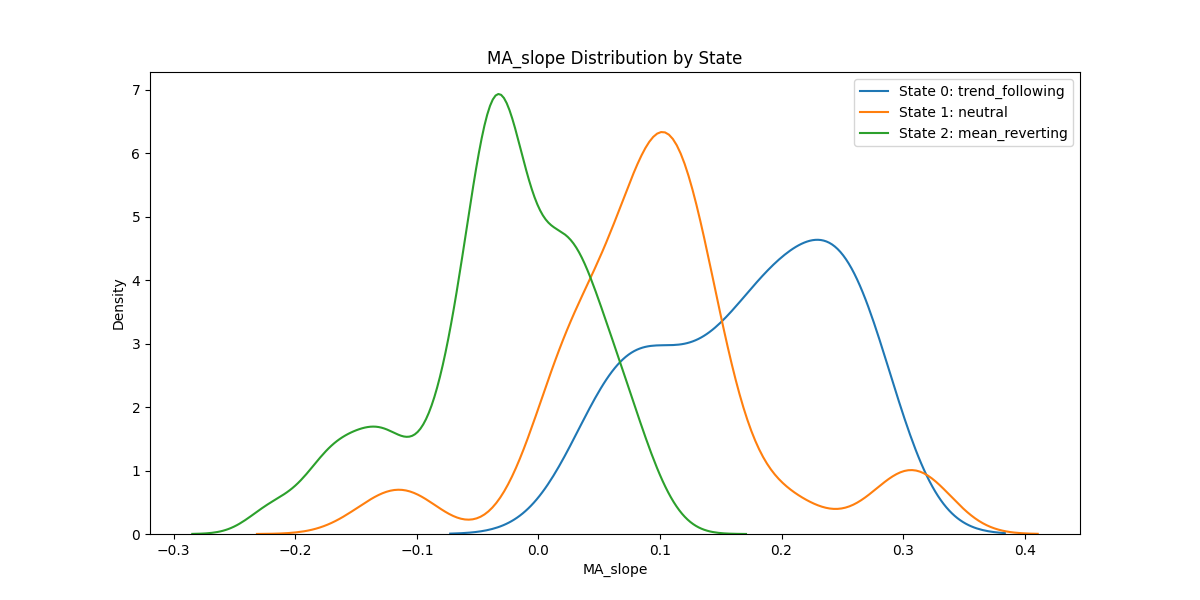 MA_slope Distribution by State
State 0: trend_following
State 1: neutral
State 2: mean_reverting
Density
7
6
5
4
3
2
1
0
−0.3 −0.2 −0.1 0.0 0.1 0.2 0.3 0.4
MA_slope